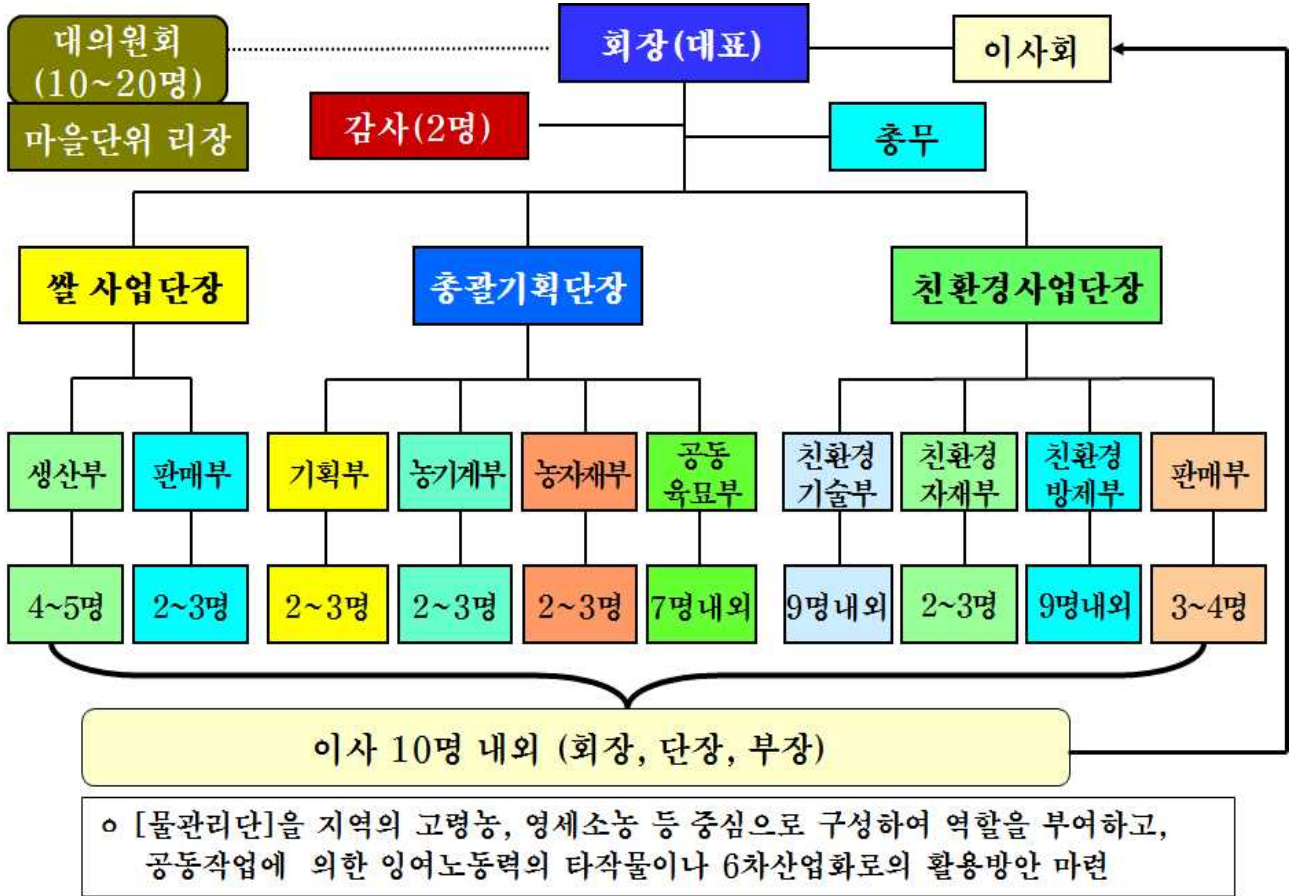 대의원회
(10~20명)
마을단위 리장
회장(대표)
이사회
감사(2명)
총무
쌀 사업단장
총괄기획단장
친환경사업단장
생산부
판매부
기획부
농기계부
농자재부
공동
육묘부
친환경
기술부
친환경
자재부
친환경
방제부
판매부
4~5명
2~3명
2~3명
2~3명
2~3명
7명내외
9명내외
2~3명
9명내외
3~4명
이사 10명 내외 (회장, 단장, 부장)
ㅇ [물관리단]을 지역의 고령농, 영세소농 등 중심으로 구성하여 역할을 부여하고,
공동작업에 의한 잉여노동력의 타작물이나 6차산업화로의 활용방안 마련